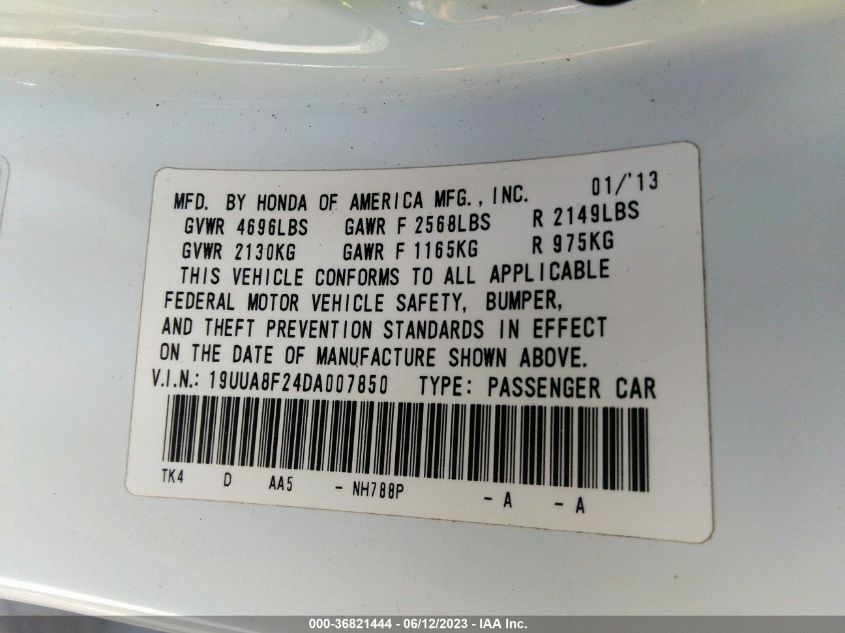 MFD. BY HONDA OF AMERICA MFG., INC. 01/'13
GVWR 4696LBS GAWR F 2568LBS R 2149LBS
GVWR 2130KG GAWR F 1165KG R 975KG
THIS VEHICLE CONFORMS TO ALL APPLICABLE
FEDERAL MOTOR VEHICLE SAFETY, BUMPER,
AND THEFT PREVENTION STANDARDS IN EFFECT
ON THE DATE OF MANUFACTURE SHOWN ABOVE.
V.I.N.: 19UUA8F24DA007850 TYPE: PASSENGER CAR
TK4 D AA5 - NH788P - A - A
000-36821444 - 06/12/2023 - IAA Inc.